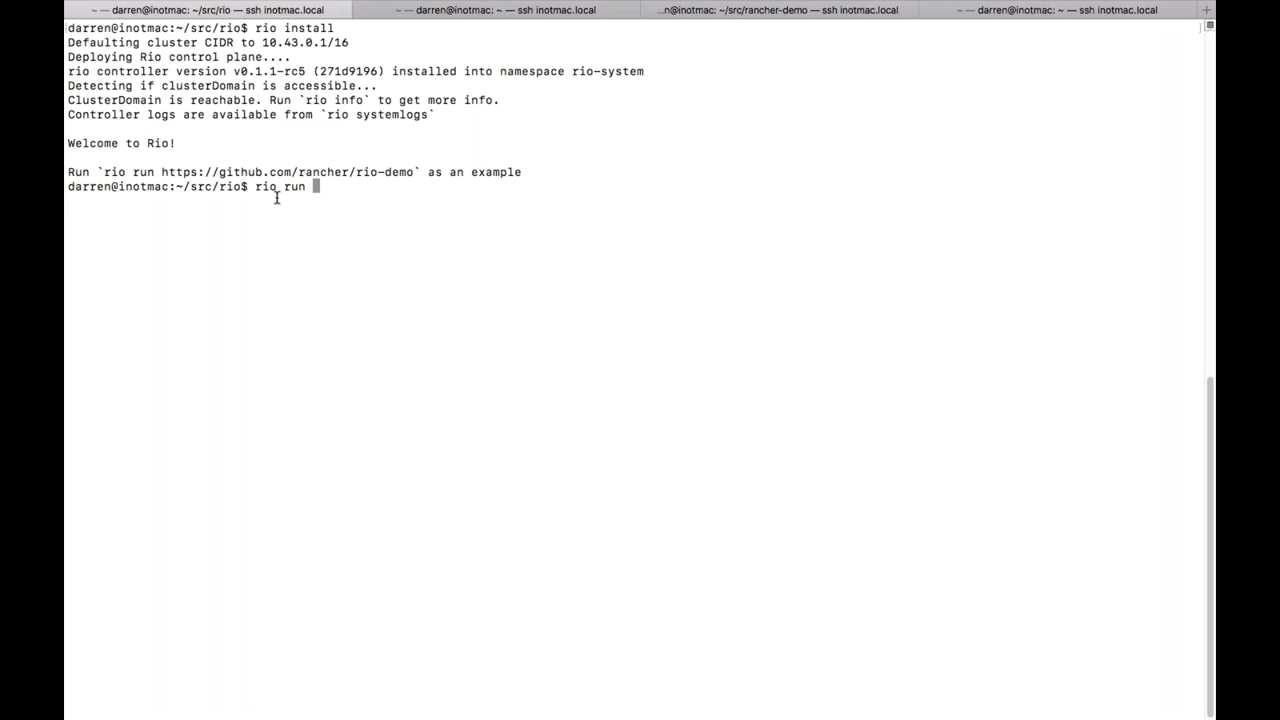 ~ — darren@inotmac: ~/src/rio — ssh inotmac.local
~ — darren@inotmac: ~ — ssh inotmac.local
...n@inotmac: ~/src/rancher-demo — ssh inotmac.local
~ — darren@inotmac: ~ — ssh inotmac.local
+
darren@inotmac:~/src/rio$ rio install
Defaulting cluster CIDR to 10.43.0.1/16
Deploying Rio control plane....
rio controller version v0.1.1-rc5 (271d9196) installed into namespace rio-system
Detecting if clusterDomain is accessible...
ClusterDomain is reachable. Run `rio info` to get more info.
Controller logs are available from `rio systemlogs`
Welcome to Rio!
Run `rio run https://github.com/rancher/rio-demo` as an example
darren@inotmac:~/src/rio$ rio run